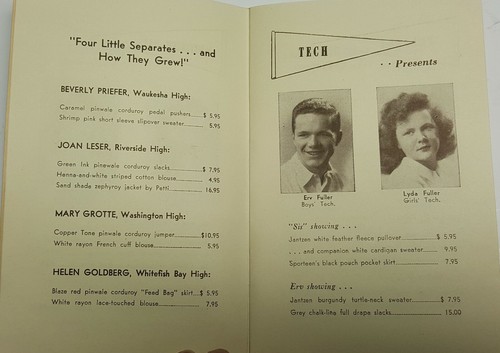 "Four Little Separates . . . and
How They Grew!"
BEVERLY PRIEFER, Waukesha High:
Caramel pinwale corduroy pedal pushers $ 5.95
Shrimp pink short sleeve slipover sweater 5.95
JOAN LESER, Riverside High:
Green Ink pinewale corduroy slacks $ 7.95
Henna-and-white striped cotton blouse 4.95
Sand shade zephyroy jacket by Patti 16.95
MARY GROTTE, Washington High:
Copper Tone pinwale corduroy jumper $10.95
White rayon French cuff blouse 5.95
HELEN GOLDBERG, Whitefish Bay High:
Blaze red pinwale corduroy "Feed Bag" skirt $ 5.95
White rayon lace-touched blouse 7.95
TECH
. . Presents
Erv Fuller
Boys' Tech.
Lyda Fuller
Girls' Tech.
"Sis" showing . . .
Jantzen white feather fleece pullover $ 5.95
. . . and companion white cardigan sweater 9.95
Sporteen's black pouch pocket skirt 7.95
Erv showing . . .
Jantzen burgundy turtle-neck sweater $ 7.95
Grey chalk-line full drape slacks 15.00